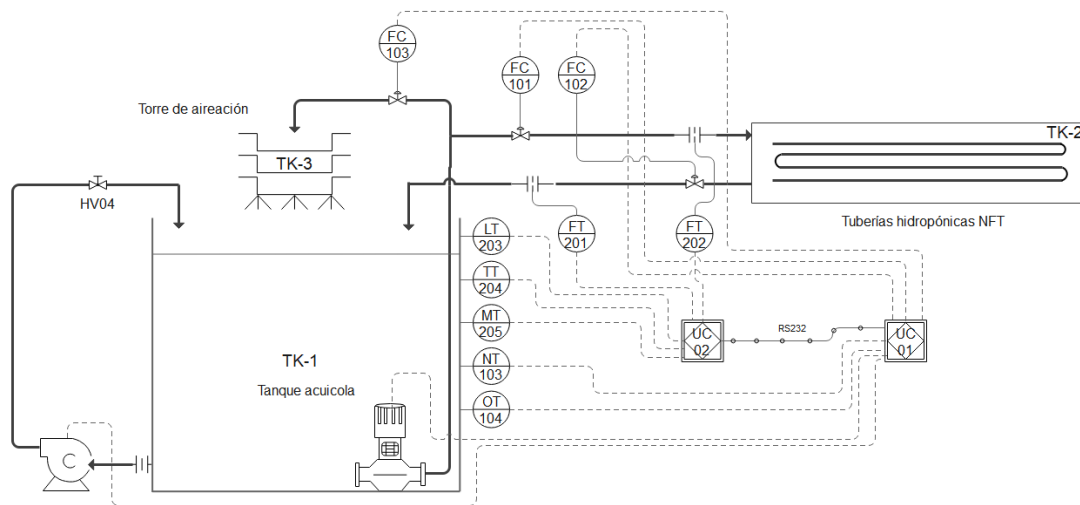 FC
103
FC
101
FC
102
Torre de aireación
TK-3
TK-2
HV04
Tuberías hidropónicas NFT
LT
203
FT
201
FT
202
TT
204
MT
205
UC
02
RS232
UC
01
TK-1
NT
103
Tanque acuicola
OT
104
C